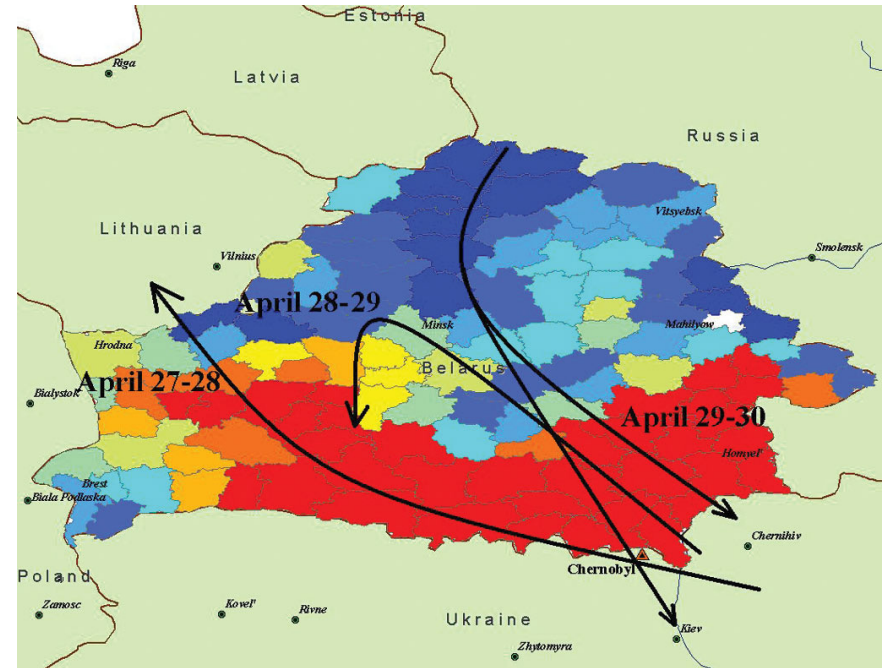 Estonia
Riga
Latvia
Russia
Vitsyebsk
Lithuania
Smolensk
Vilnius
April 28-29
Minsk
Mahilyow
Hrodna
Belarus
April 27-28
Bialystok
April 29-30
Homyel'
Brest
Biala Podlaska
Chernihiv
Chernobyl
Poland
Zamosc
Kovel'
Rivne
Ukraine
Kiev
Zhytomyra